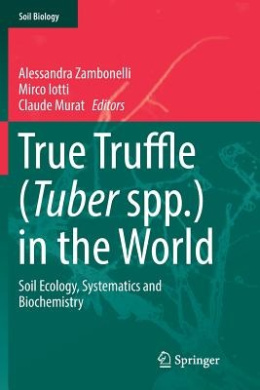 Soil Biology
Alessandra Zambonelli
Mirco Iotti
Claude Murat Editors
True Truffle
(Tuber spp.)
in the World
Soil Ecology, Systematics and
Biochemistry
Springer